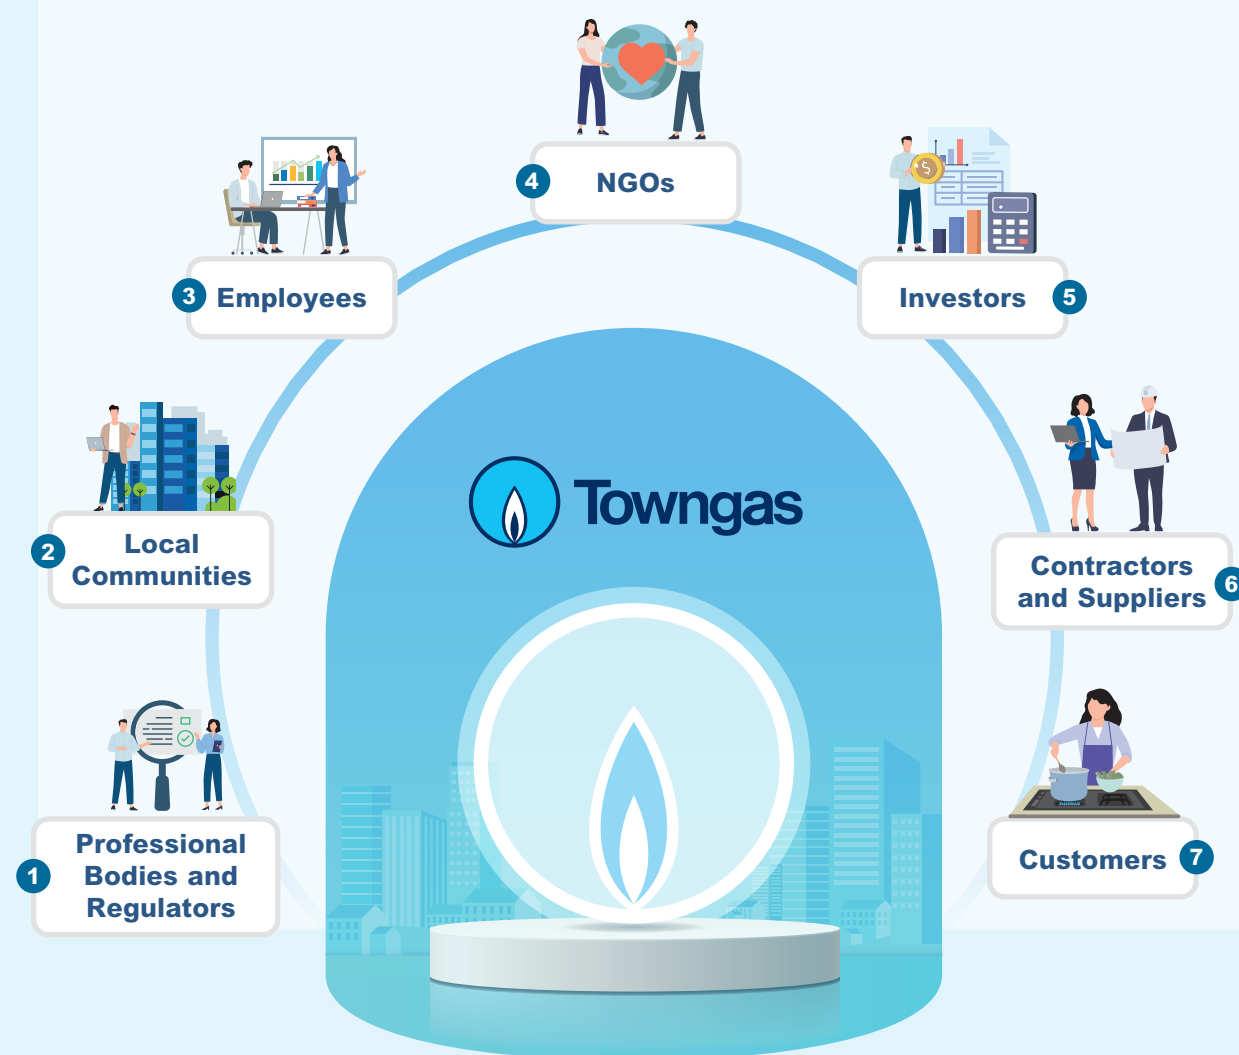 4
NGOs
3
Employees
Investors
5
2
Local
Communities
Towngas
Contractors
and Suppliers
6
1
Professional
Bodies and
Regulators
Customers
7
$